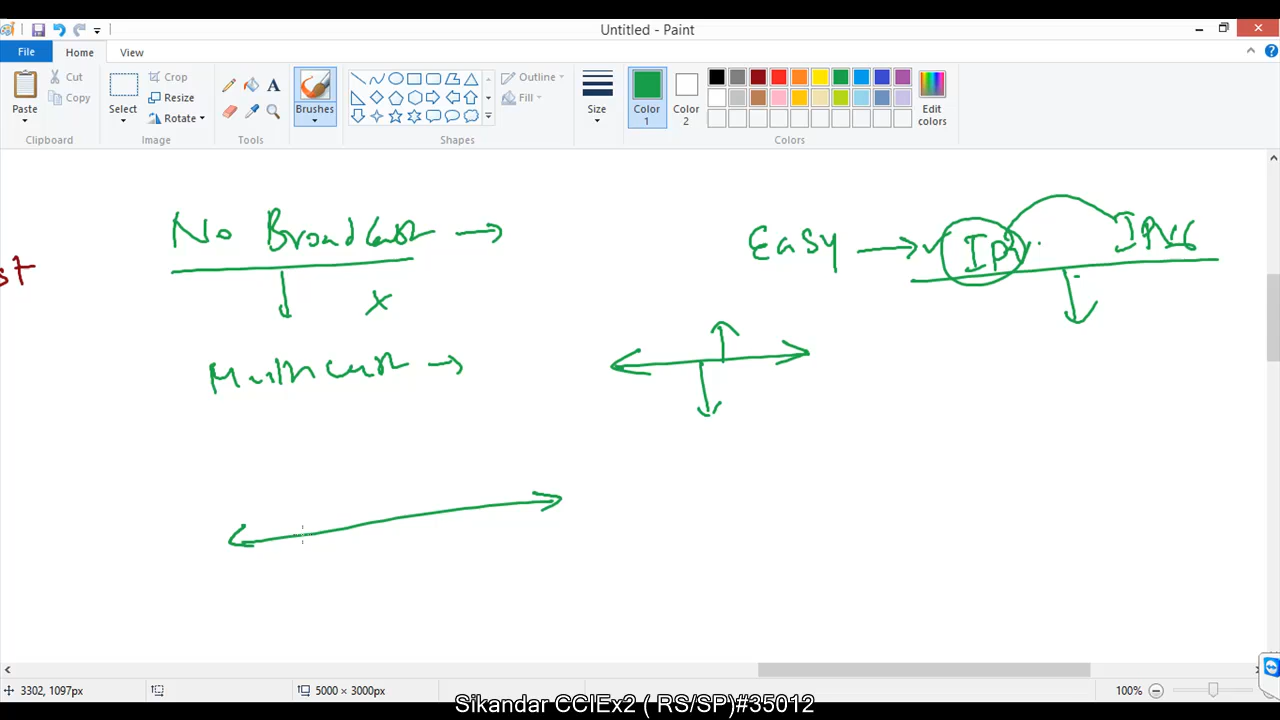 Untitled - Paint
File Home View
Paste Cut Copy Select Crop Resize Rotate Brushes Outline Fill Size Color 1 Color 2 Edit colors
Clipboard Image Tools Shapes Colors
No Broadcast
Easy IPv IPv6
st
X
Multicast
3302, 1097px 5000 × 3000px 100%
Sikandar CCIEx2 ( RS/SP)#35012